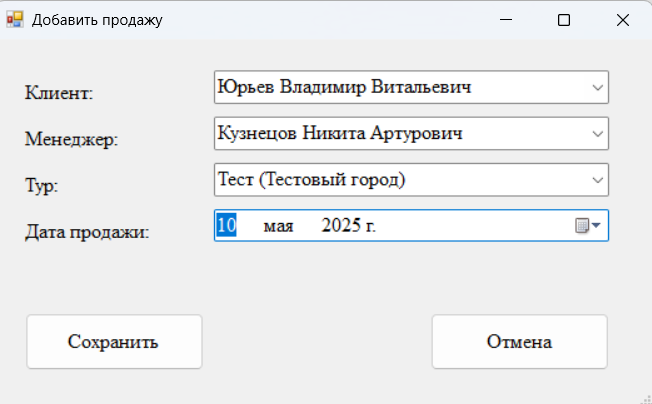 Добавить продажу
Клиент: Юрьев Владимир Витальевич
Менеджер: Кузнецов Никита Артурович
Тур: Тест (Тестовый город)
Дата продажи: 10 мая 2025 г.
Сохранить Отмена